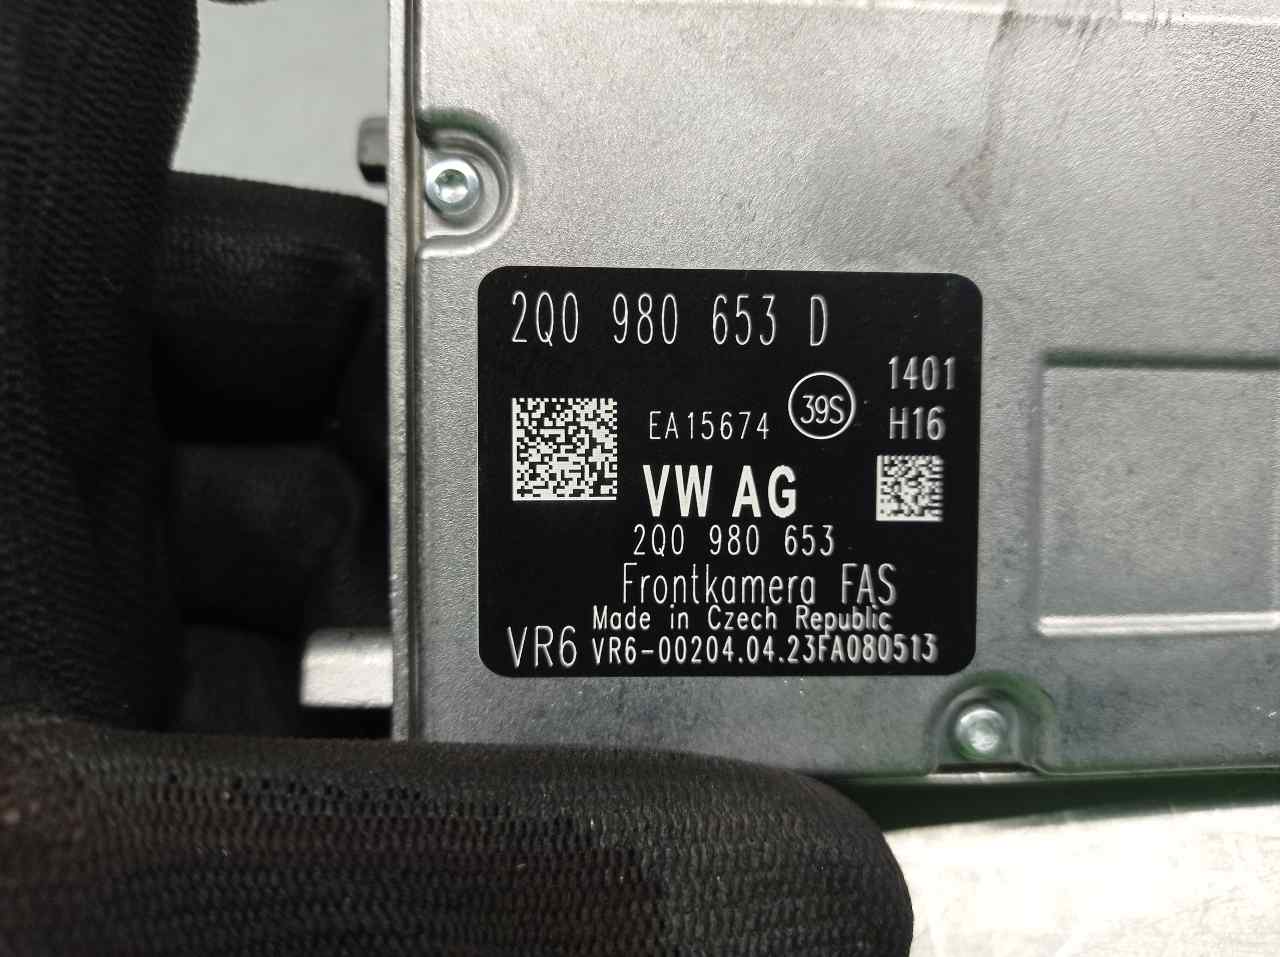 2Q0 980 653 D
1401
EA15674 39S H16
VW AG
2Q0 980 653
Frontkamera FAS
Made in Czech Republic
VR6 VR6-00204.04.23FA080513